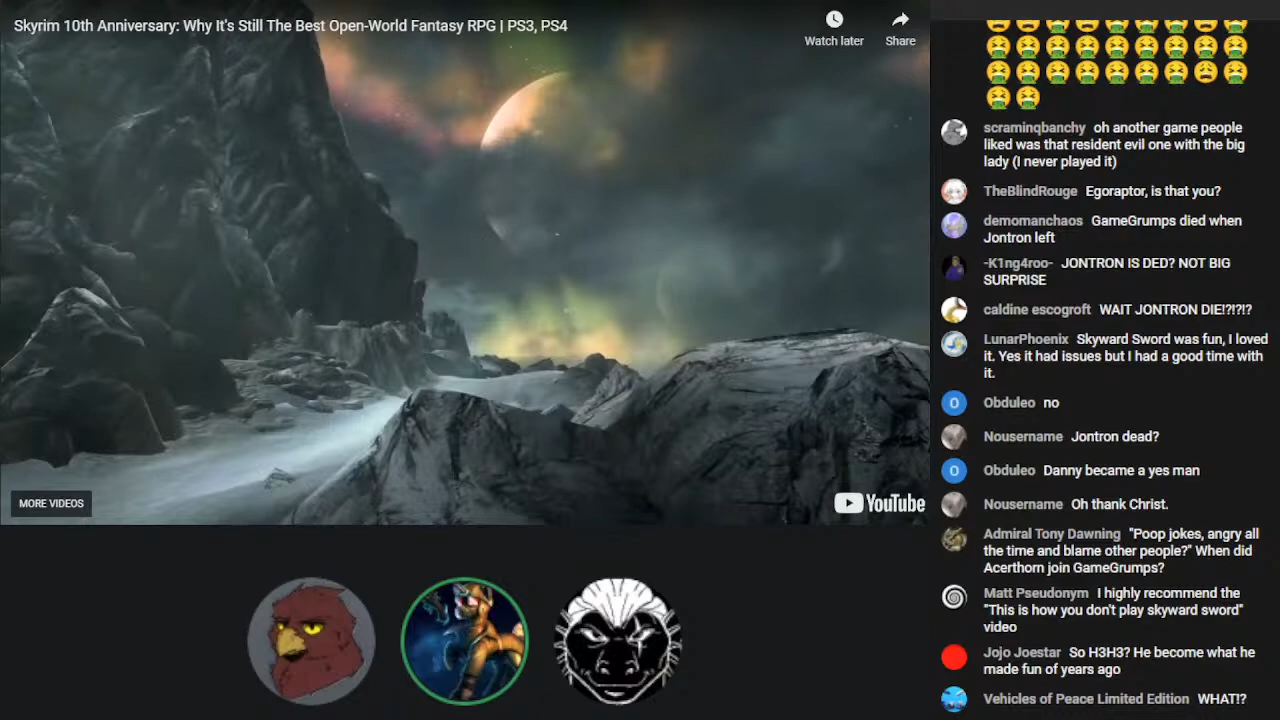 Skyrim 10th Anniversary: Why It's Still The Best Open-World Fantasy RPG | PS3, PS4
Watch later
Share
MORE VIDEOS
YouTube
scraminqbanchy oh another game people
liked was that resident evil one with the big
lady (I never played it)
TheBlindRouge Egoraptor, is that you?
demomanchaos GameGrumps died when
Jontron left
-K1ng4roo- JONTRON IS DED? NOT BIG
SURPRISE
caldine escogroft WAIT JONTRON DIE!?!?!?
LunarPhoenix Skyward Sword was fun, I loved
it. Yes it had issues but I had a good time with
it.
O
Obduleo no
Nousername Jontron dead?
O
Obduleo Danny became a yes man
Nousername Oh thank Christ.
Admiral Tony Dawning "Poop jokes, angry all
the time and blame other people?" When did
Acerthorn join GameGrumps?
Matt Pseudonym I highly recommend the
"This is how you don't play skyward sword"
video
Jojo Joestar So H3H3? He become what he
made fun of years ago
Vehicles of Peace Limited Edition WHAT!?